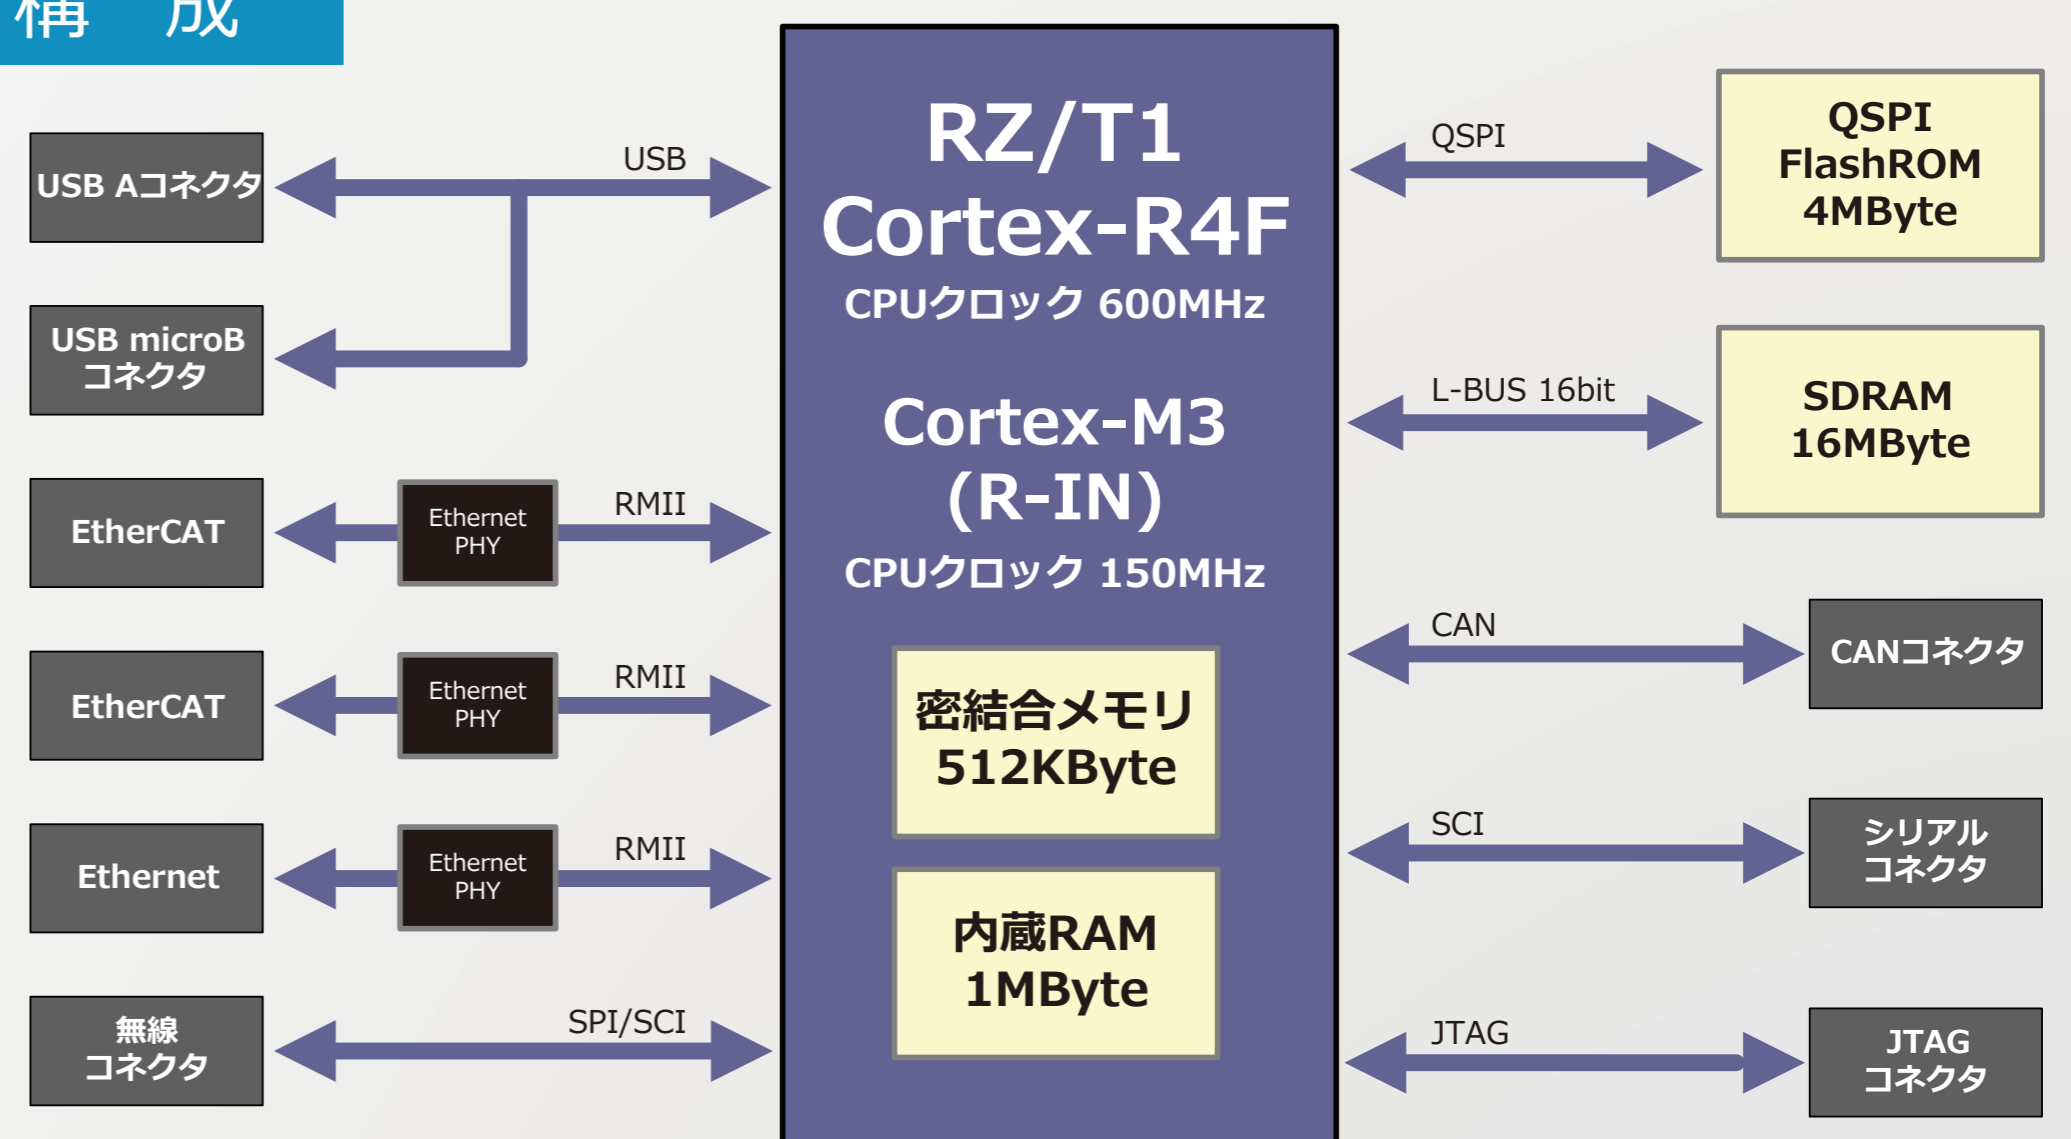 構 成
USB Aコネクタ
USB
USB microB
コネクタ
EtherCAT
Ethernet
PHY
RMII
EtherCAT
Ethernet
PHY
RMII
Ethernet
Ethernet
PHY
RMII
無線
コネクタ
SPI/SCI
RZ/T1
Cortex-R4F
CPUクロック 600MHz
Cortex-M3
(R-IN)
CPUクロック 150MHz
密結合メモリ
512KByte
内蔵RAM
1MByte
QSPI
QSPI
FlashROM
4MByte
L-BUS 16bit
SDRAM
16MByte
CAN
CANコネクタ
SCI
シリアル
コネクタ
JTAG
JTAG
コネクタ